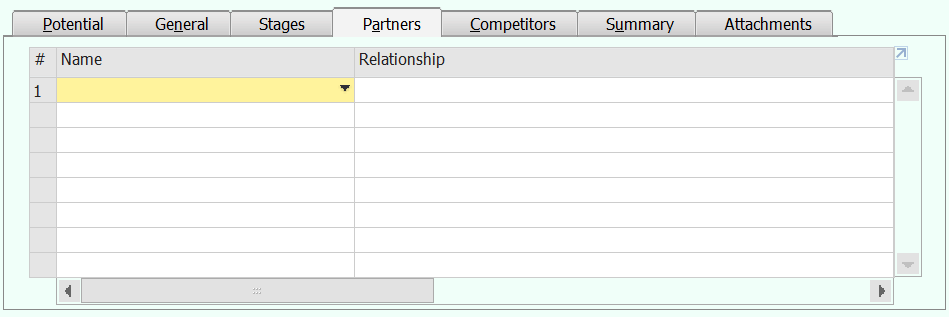 Potential General Stages Partners Competitors Summary Attachments
# Name Relationship
1